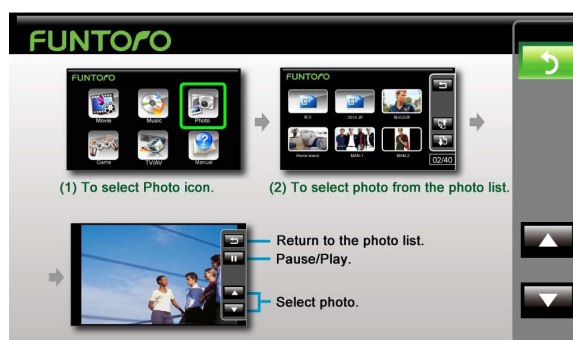 FUNTORO
FUNTORO
Movie
Music
Photo
Game
TV/AV
Manual
(1) To select Photo icon.
FUNTORO
2010 JP
Home board
MAN-1
MAN-2
02/40
(2) To select photo from the photo list.
Return to the photo list.
Pause/Play.
Select photo.